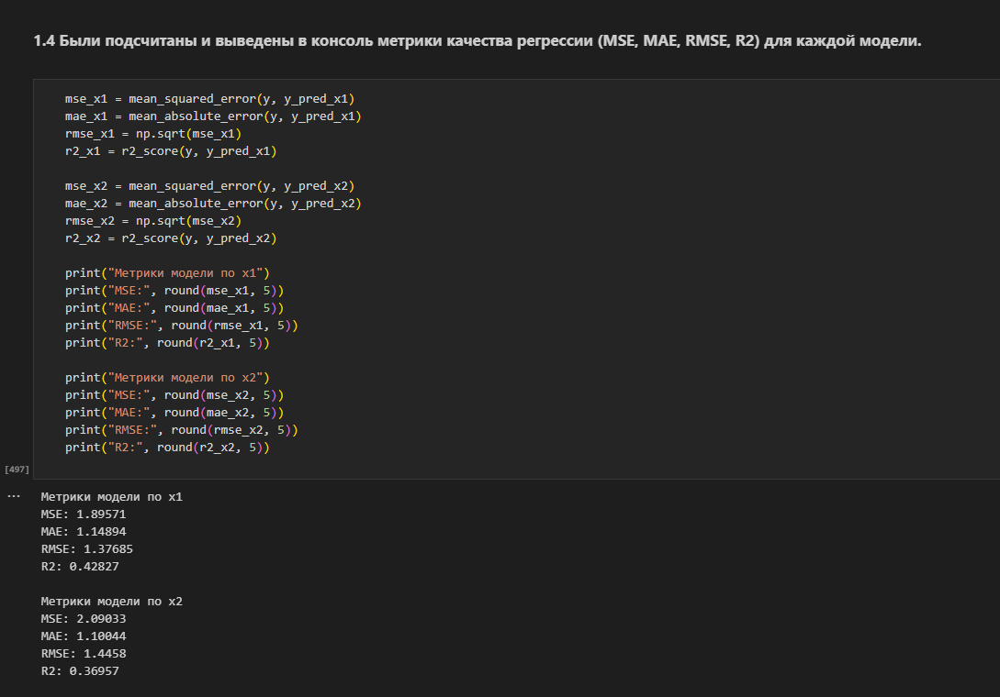 1.4 Были подсчитаны и выведены в консоль метрики качества регрессии (MSE, MAE, RMSE, R2) для каждой модели.
mse_x1 = mean_squared_error(y, y_pred_x1)
mae_x1 = mean_absolute_error(y, y_pred_x1)
rmse_x1 = np.sqrt(mse_x1)
r2_x1 = r2_score(y, y_pred_x1)
mse_x2 = mean_squared_error(y, y_pred_x2)
mae_x2 = mean_absolute_error(y, y_pred_x2)
rmse_x2 = np.sqrt(mse_x2)
r2_x2 = r2_score(y, y_pred_x2)
print("Метрики модели по x1")
print("MSE:", round(mse_x1, 5))
print("MAE:", round(mae_x1, 5))
print("RMSE:", round(rmse_x1, 5))
print("R2:", round(r2_x1, 5))
print("Метрики модели по x2")
print("MSE:", round(mse_x2, 5))
print("MAE:", round(mae_x2, 5))
print("RMSE:", round(rmse_x2, 5))
print("R2:", round(r2_x2, 5))
[497]
... Метрики модели по x1
MSE: 1.89571
MAE: 1.14894
RMSE: 1.37685
R2: 0.42827
Метрики модели по x2
MSE: 2.09033
MAE: 1.10044
RMSE: 1.4458
R2: 0.36957